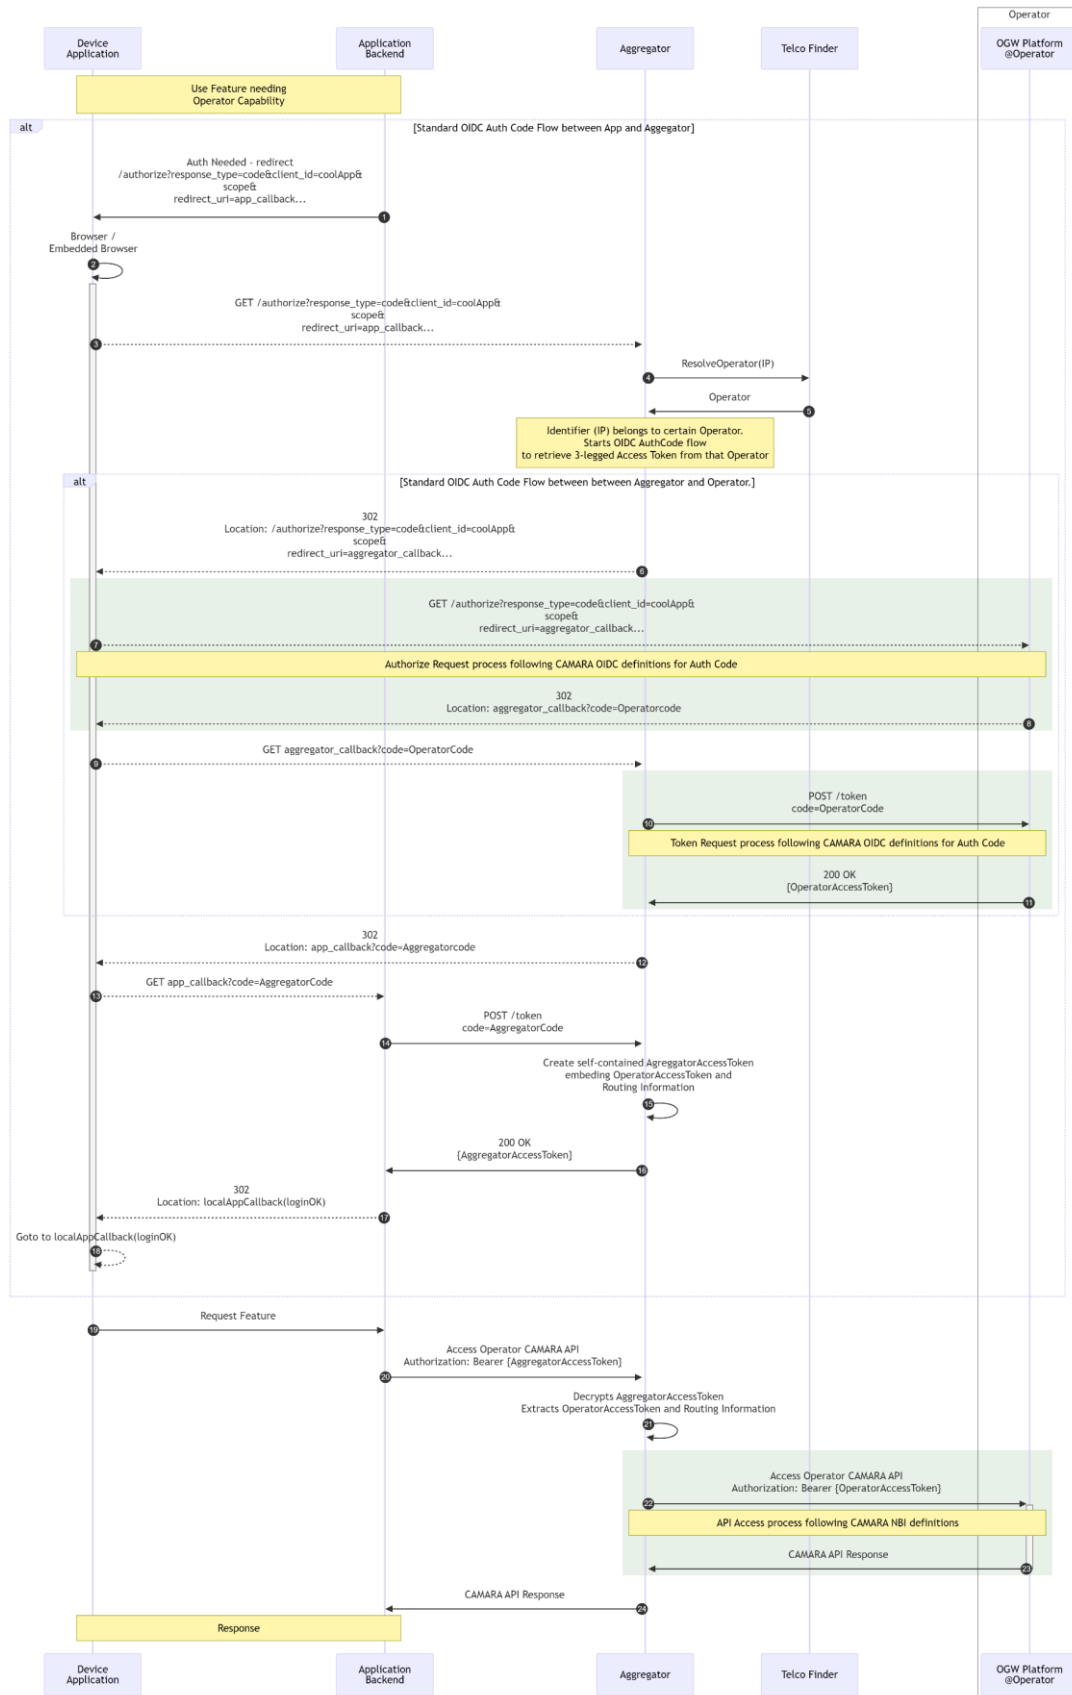 Operator
Device
Application
Application
Backend
Aggregator
Telco Finder
OGW Platform
@Operator
Use Feature needing
Operator Capability
alt
[Standard OIDC Auth Code Flow between App and Aggegator]
Auth Needed - redirect
/authorize?response_type=code&client_id=coolApp&
scope&
redirect_uri=app_callback...
1
Browser /
Embedded Browser
2
GET /authorize?response_type=code&client_id=coolApp&
scope&
redirect_uri=app_callback...
3
ResolveOperator(IP)
4
Operator
5
Identifier (IP) belongs to certain Operator.
Starts OIDC AuthCode flow
to retrieve 3-legged Access Token from that Operator
alt
[Standard OIDC Auth Code Flow between between Aggregator and Operator.]
302
Location: /authorize?response_type=code&client_id=coolApp&
scope&
redirect_uri=aggregator_callback...
6
GET /authorize?response_type=code&client_id=coolApp&
scope&
redirect_uri=aggregator_callback...
7
Authorize Request process following CAMARA OIDC definitions for Auth Code
302
Location: aggregator_callback?code=Operatorcode
8
GET aggregator_callback?code=OperatorCode
9
POST /token
code=OperatorCode
10
Token Request process following CAMARA OIDC definitions for Auth Code
200 OK
{OperatorAccessToken}
11
302
Location: app_callback?code=Aggregatorcode
12
GET app_callback?code=AggregatorCode
13
POST /token
code=AggregatorCode
14
Create self-contained AgreggatorAccessToken
embeding OperatorAccessToken and
Routing Information
15
200 OK
{AggregatorAccessToken}
16
302
Location: localAppCallback(loginOK)
17
Goto to localAppCallback(loginOK)
18
Request Feature
19
Access Operator CAMARA API
Authorization: Bearer {AggregatorAccessToken}
20
Decrypts AggregatorAccessToken
Extracts OperatorAccessToken and Routing Information
21
Access Operator CAMARA API
Authorization: Bearer {OperatorAccessToken}
22
API Access process following CAMARA NBI definitions
CAMARA API Response
23
CAMARA API Response
24
Response
Device
Application
Application
Backend
Aggregator
Telco Finder
OGW Platform
@Operator